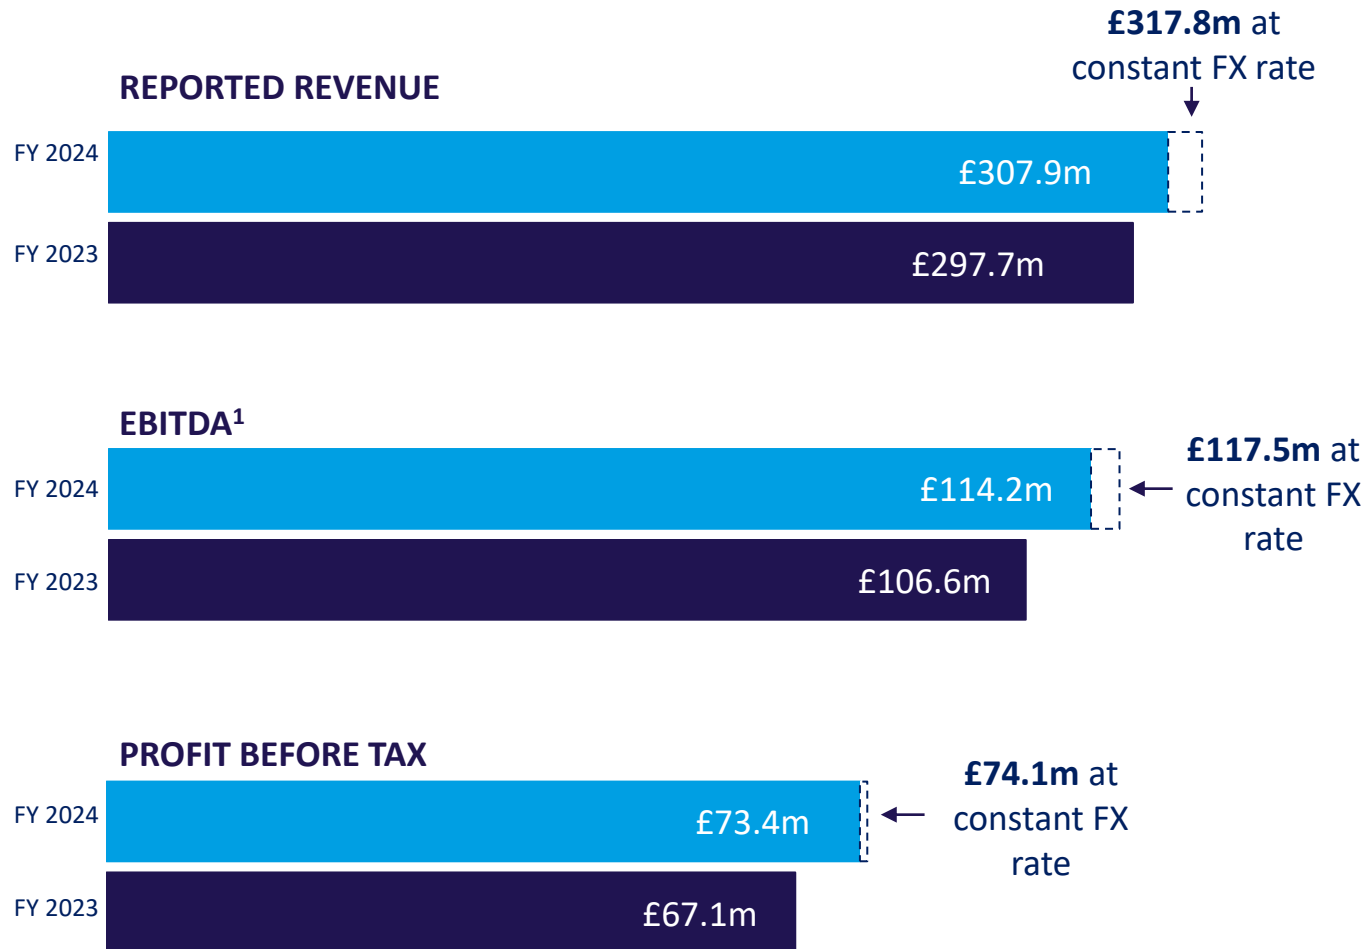 £317.8m at
constant FX rate
REPORTED REVENUE
FY 2024
£307.9m
FY 2023
£297.7m
EBITDA¹
FY 2024
£114.2m
£117.5m at
constant FX
rate
FY 2023
£106.6m
PROFIT BEFORE TAX
FY 2024
£73.4m
£74.1m at
constant FX
rate
FY 2023
£67.1m